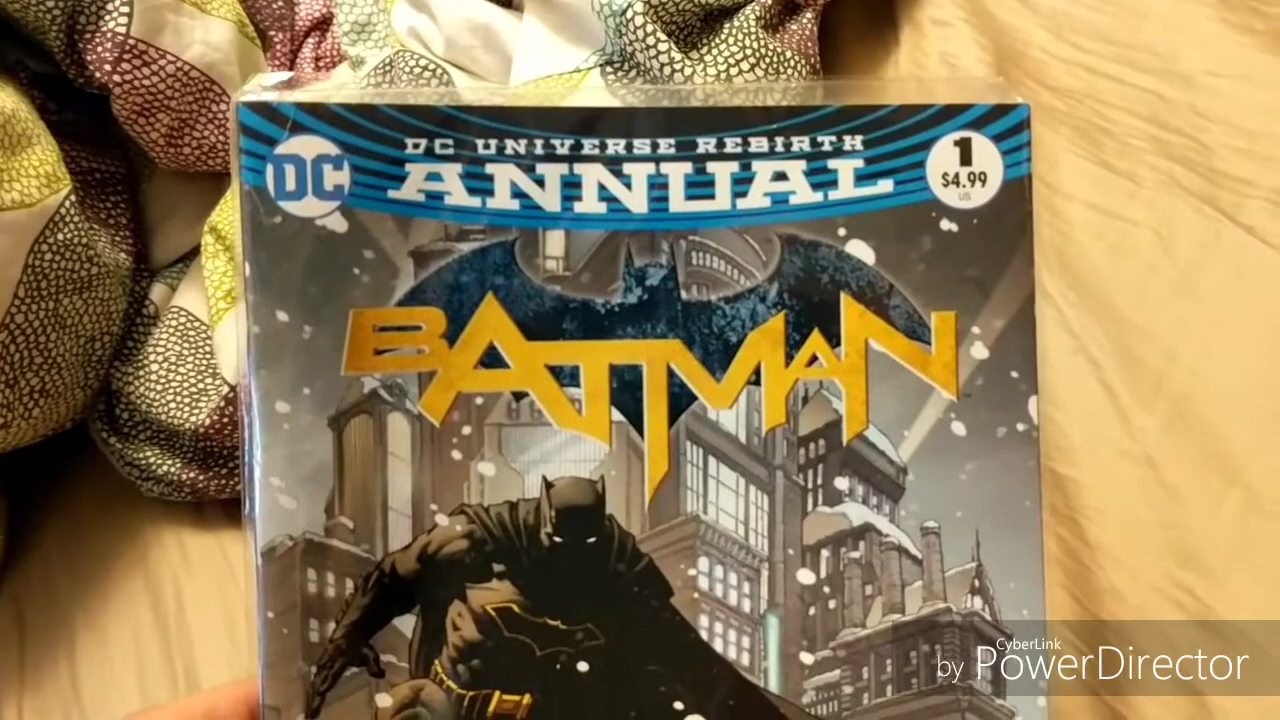 DC UNIVERSE REBIRTH
DC
ANNUAL
1
$4.99
US
BATMAN
CyberLink
by PowerDirector